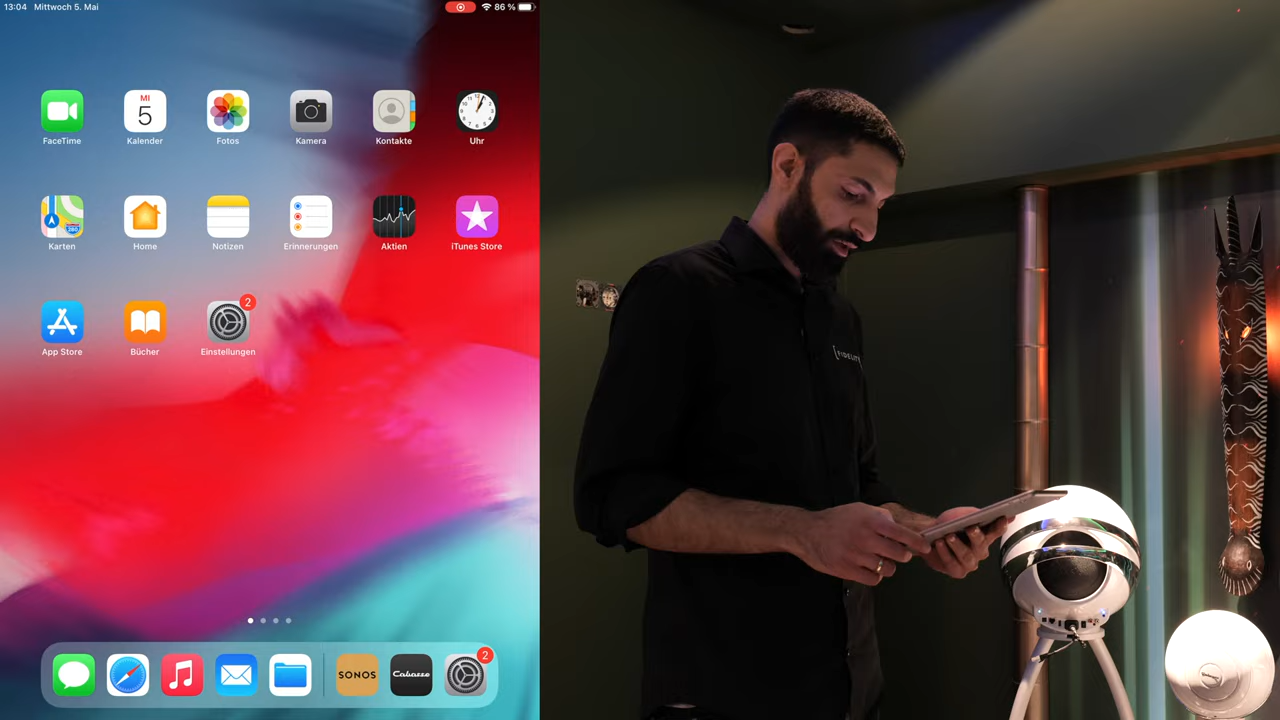 13:04 Mittwoch 5. Mai
86 %
MI
5
FaceTime
Kalender
Fotos
Kamera
Kontakte
Uhr
280
Karten
Home
Notizen
Erinnerungen
Aktien
iTunes Store
2
App Store
Bücher
Einstellungen
SONOS
Cabasse
2